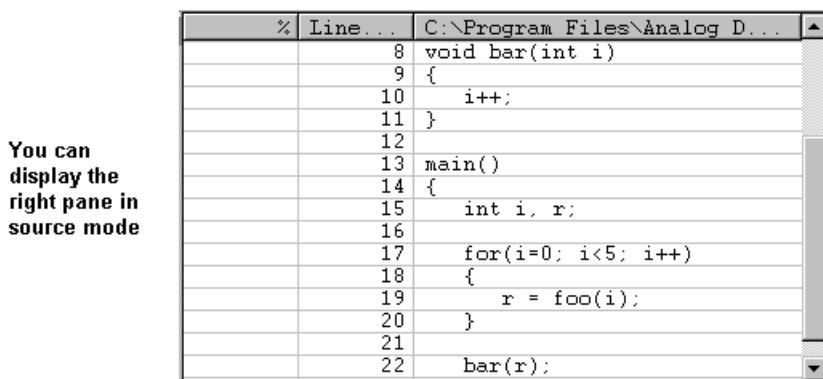 You can
display the
right pane in
source mode
% Line... C:\Program Files\Analog D...
8 void bar(int i)
9 {
10 i++;
11 }
12
13 main()
14 {
15 int i, r;
16
17 for(i=0; i<5; i++)
18 {
19 r = foo(i);
20 }
21
22 bar(r);